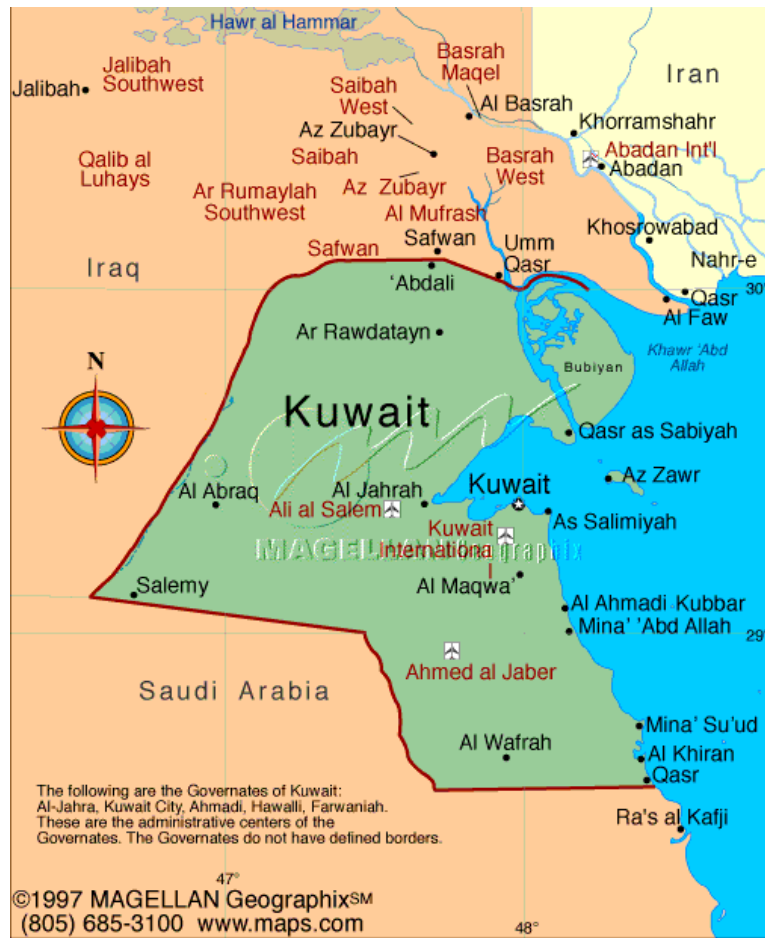 Hawr al Hammar
Basrah
Maqel
Iran
Jalibah
Southwest
Jalibah
Saibah
West
Al Basrah
Az Zubayr
Khorramshahr
Abadan Int'l
Abadan
Qalib al
Luhays
Saibah
Basrah
West
Az Zubayr
Ar Rumaylah
Southwest
Al Mufrash
Khosrowabad
Safwan
Safwan
Umm
Qasr
Nahr-e
Qasr
Iraq
'Abdali
30°
Al Faw
Ar Rawdatayn
Khawr 'Abd
Allah
N
Bubiyan
Kuwait
Qasr as Sabiyah
Az Zawr
Kuwait
Al Abraq
Al Jahrah
Ali al Salem
As Salimiyah
Kuwait
Internationa
l
MAGELLAN Geographix
Al Maqwa'
Salemy
Al Ahmadi Kubbar
Mina' 'Abd Allah
29°
Ahmed al Jaber
Saudi Arabia
Mina' Su'ud
Al Wafrah
Al Khiran
Qasr
The following are the Governates of Kuwait:
Al-Jahra, Kuwait City, Ahmadi, Hawalli, Farwaniah.
These are the administrative centers of the
Governates. The Governates do not have defined borders.
Ra's al Kafji
47°
©1997 MAGELLAN Geographix℠
(805) 685-3100 www.maps.com
48°